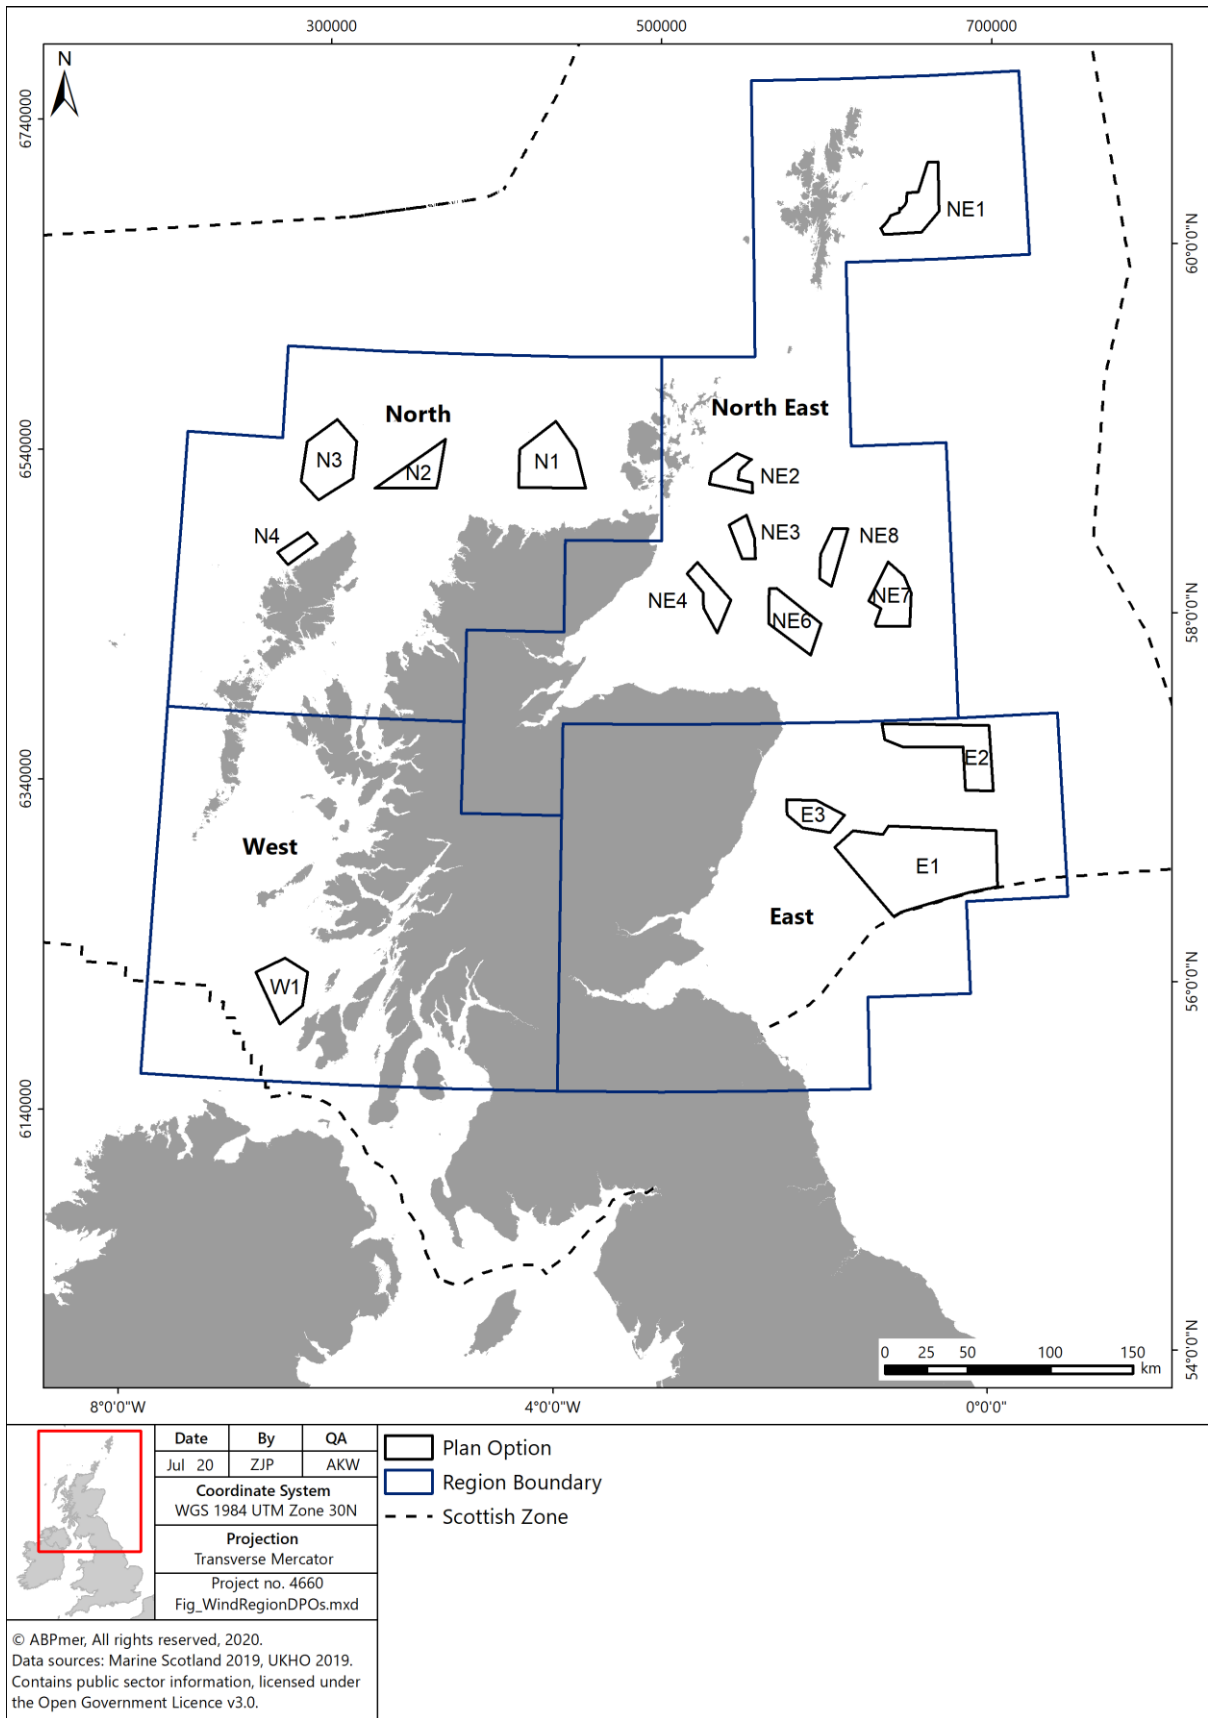 300000
500000
700000
N
6740000
NE1
60°0'0"N
North
North East
6540000
N3
N2
N1
NE2
N4
NE3
NE8
NE4
NE7
NE6
58°0'0"N
E2
6340000
E3
West
E1
East
W1
56°0'0"N
6140000
0 25 50 100 150
km
54°0'0"N
8°0'0"W
4°0'0"W
0°0'0"
Date By QA
Jul 20 ZJP AKW
Coordinate System
WGS 1984 UTM Zone 30N
Projection
Transverse Mercator
Project no. 4660
Fig_WindRegionDPOs.mxd
© ABPmer, All rights reserved, 2020.
Data sources: Marine Scotland 2019, UKHO 2019.
Contains public sector information, licensed under
the Open Government Licence v3.0.
Plan Option
Region Boundary
Scottish Zone